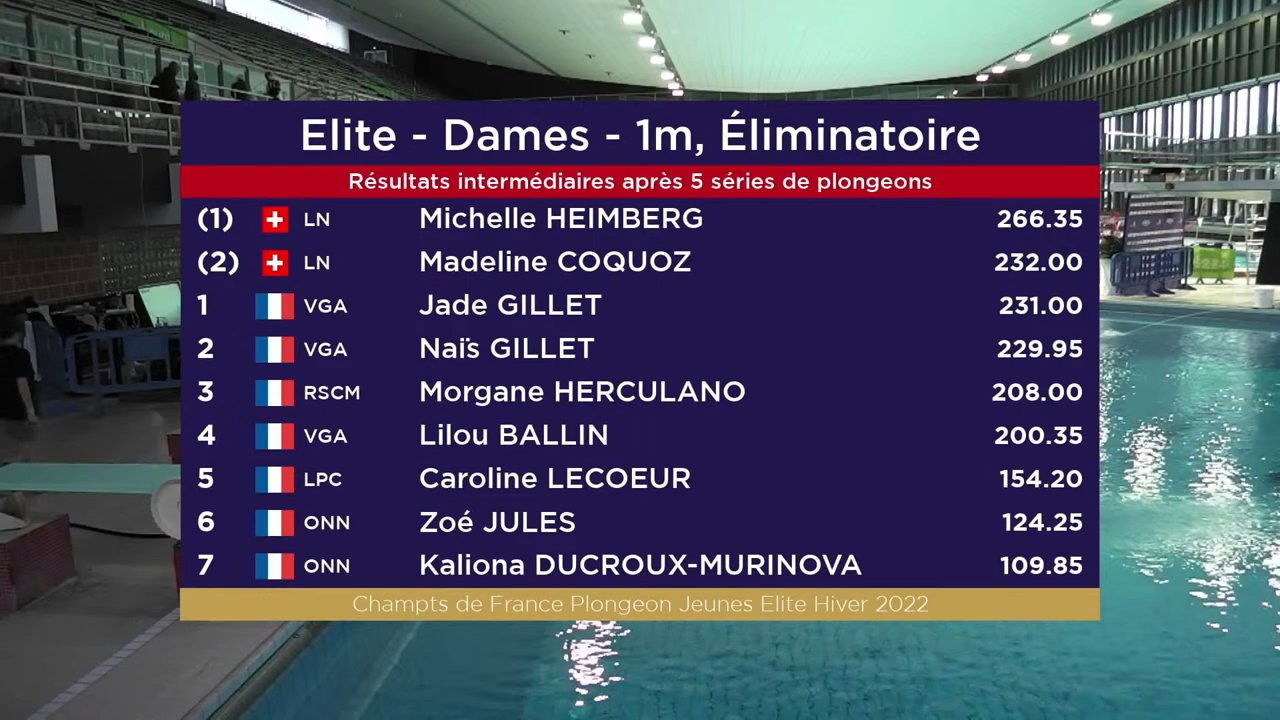 Elite - Dames - 1m, Éliminatoire
Résultats intermédiaires après 5 séries de plongeons
(1) LN Michelle HEIMBERG 266.35
(2) LN Madeline COQUOZ 232.00
1 VGA Jade GILLET 231.00
2 VGA Naïs GILLET 229.95
3 RSCM Morgane HERCULANO 208.00
4 VGA Lilou BALLIN 200.35
5 LPC Caroline LECOEUR 154.20
6 ONN Zoé JULES 124.25
7 ONN Kaliona DUCROUX-MURINOVA 109.85
Champts de France Plongeon Jeunes Elite Hiver 2022